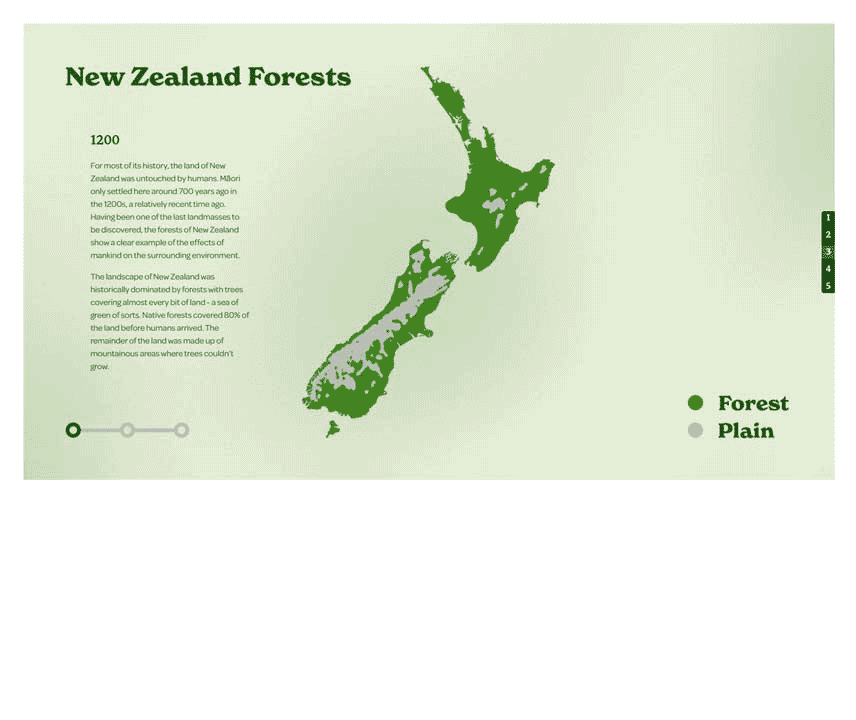 New Zealand Forests
1200
For most of its history, the land of New
Zealand was untouched by humans. Māori
only settled here around 700 years ago in
the 1200s, a relatively recent time ago.
Having been one of the last landmasses to
be discovered, the forests of New Zealand
show a clear example of the effects of
mankind on the surrounding environment.
The landscape of New Zealand was
historically dominated by forests with trees
covering almost every bit of land - a sea of
green of sorts. Native forests covered 80% of
the land before humans arrived. The
remainder of the land was made up of
mountainous areas where trees couldn't
grow.
1
2
3
4
5
Forest
Plain